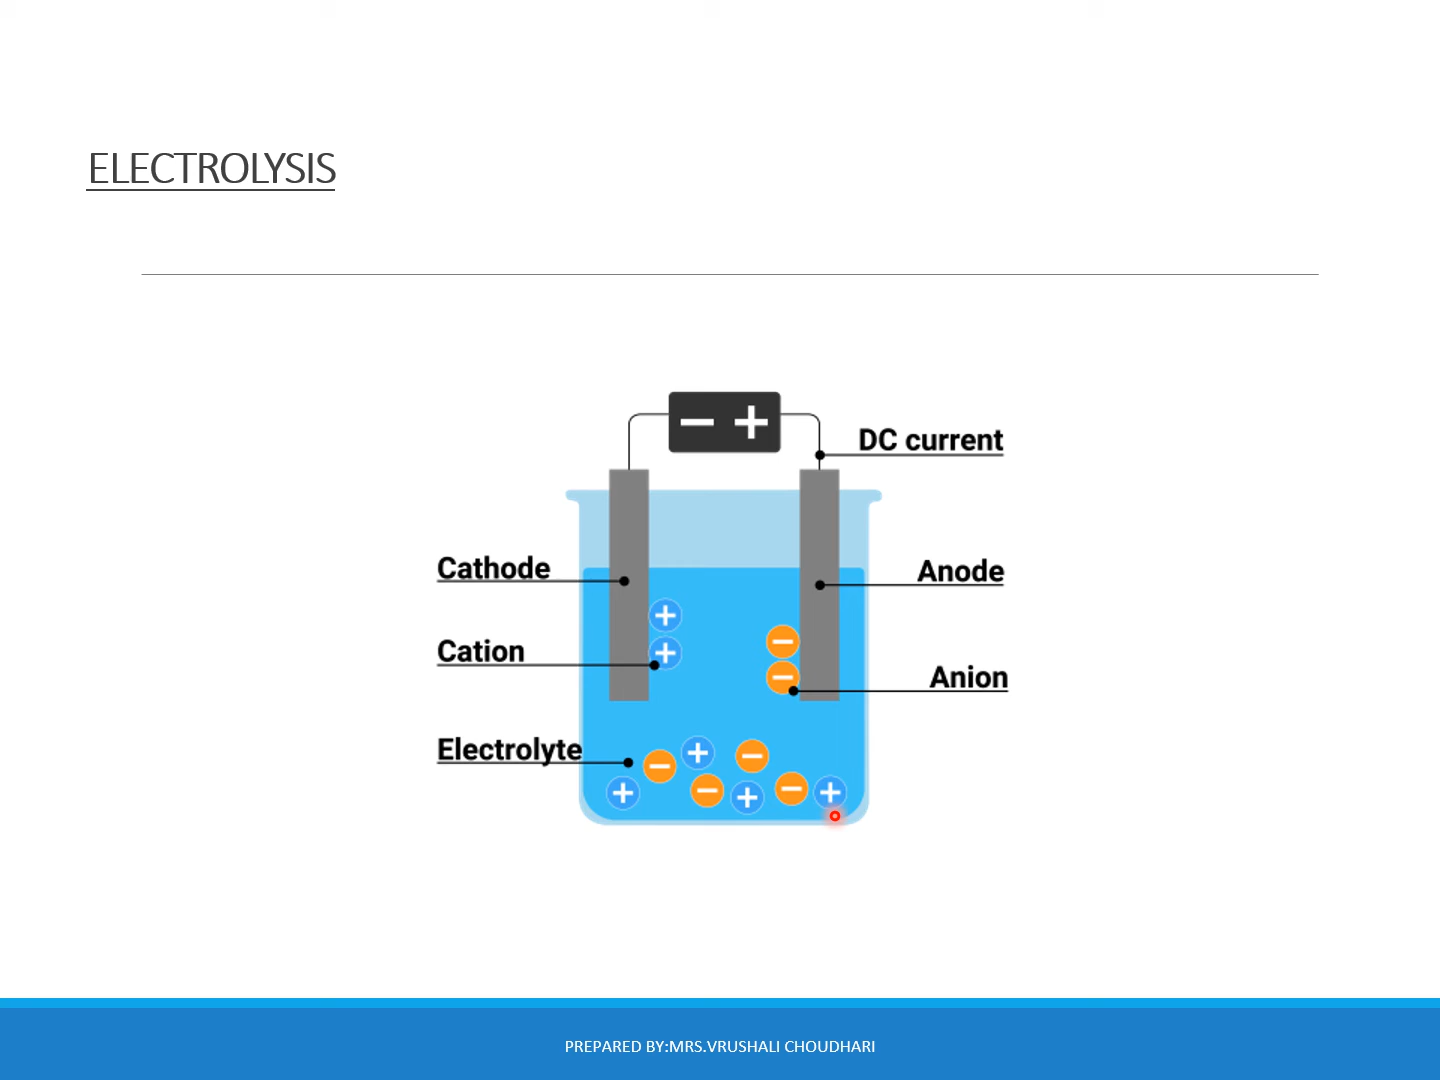 ELECTROLYSIS
DC current
Cathode
Anode
Cation
Anion
Electrolyte
PREPARED BY:MRS.VRUSHALI CHOUDHARI